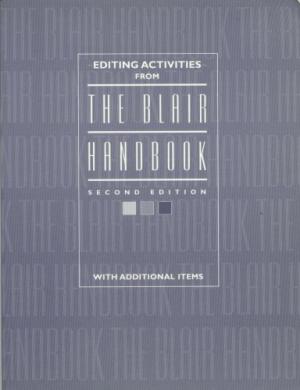 EDITING ACTIVITIES
FROM
THE BLAIR
HANDBOOK
SECOND EDITION
WITH ADDITIONAL ITEMS